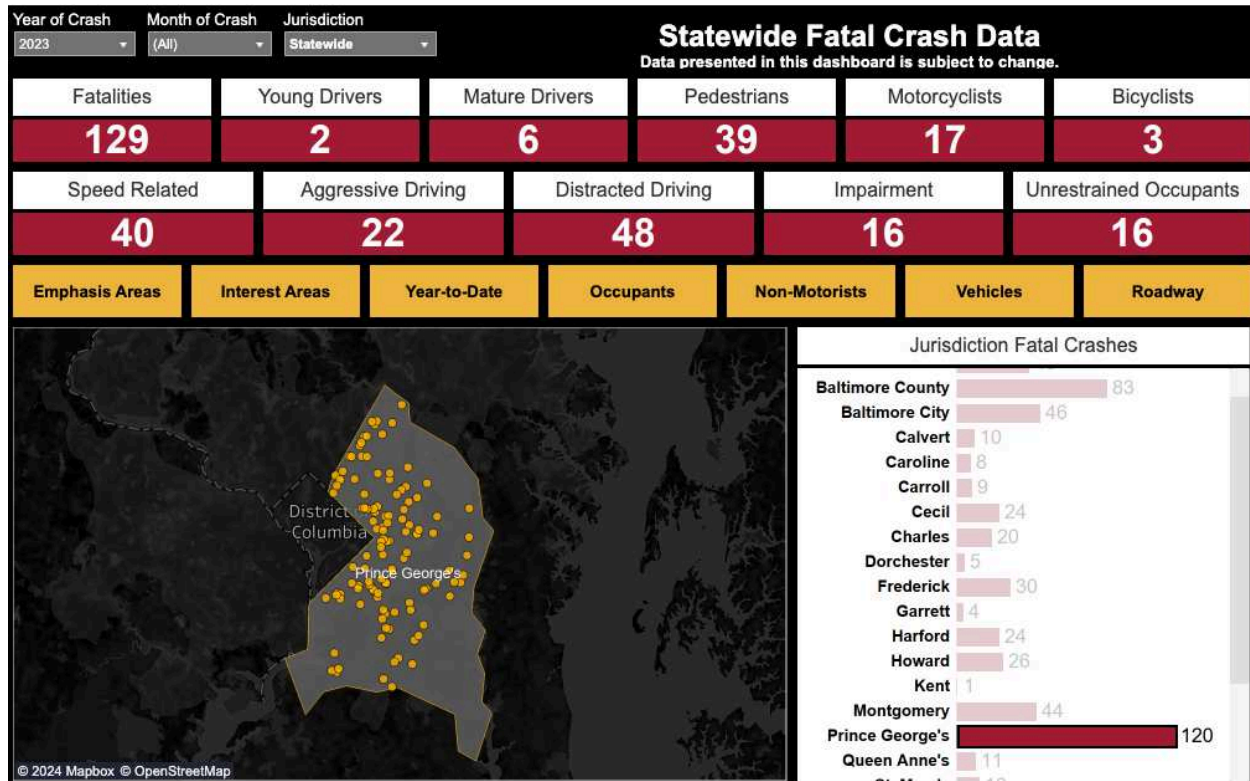 Year of Crash Month of Crash Jurisdiction
2023 (All) Statewide
Statewide Fatal Crash Data
Data presented in this dashboard is subject to change.
Fatalities Young Drivers Mature Drivers Pedestrians Motorcyclists Bicyclists
129 2 6 39 17 3
Speed Related Aggressive Driving Distracted Driving Impairment Unrestrained Occupants
40 22 48 16 16
Emphasis Areas Interest Areas Year-to-Date Occupants Non-Motorists Vehicles Roadway
District
Columbia
Prince George's
© 2024 Mapbox © OpenStreetMap
Jurisdiction Fatal Crashes
Baltimore County 83
Baltimore City 46
Calvert 10
Caroline 8
Carroll 9
Cecil 24
Charles 20
Dorchester 5
Frederick 30
Garrett 4
Harford 24
Howard 26
Kent 1
Montgomery 44
Prince George's 120
Queen Anne's 11